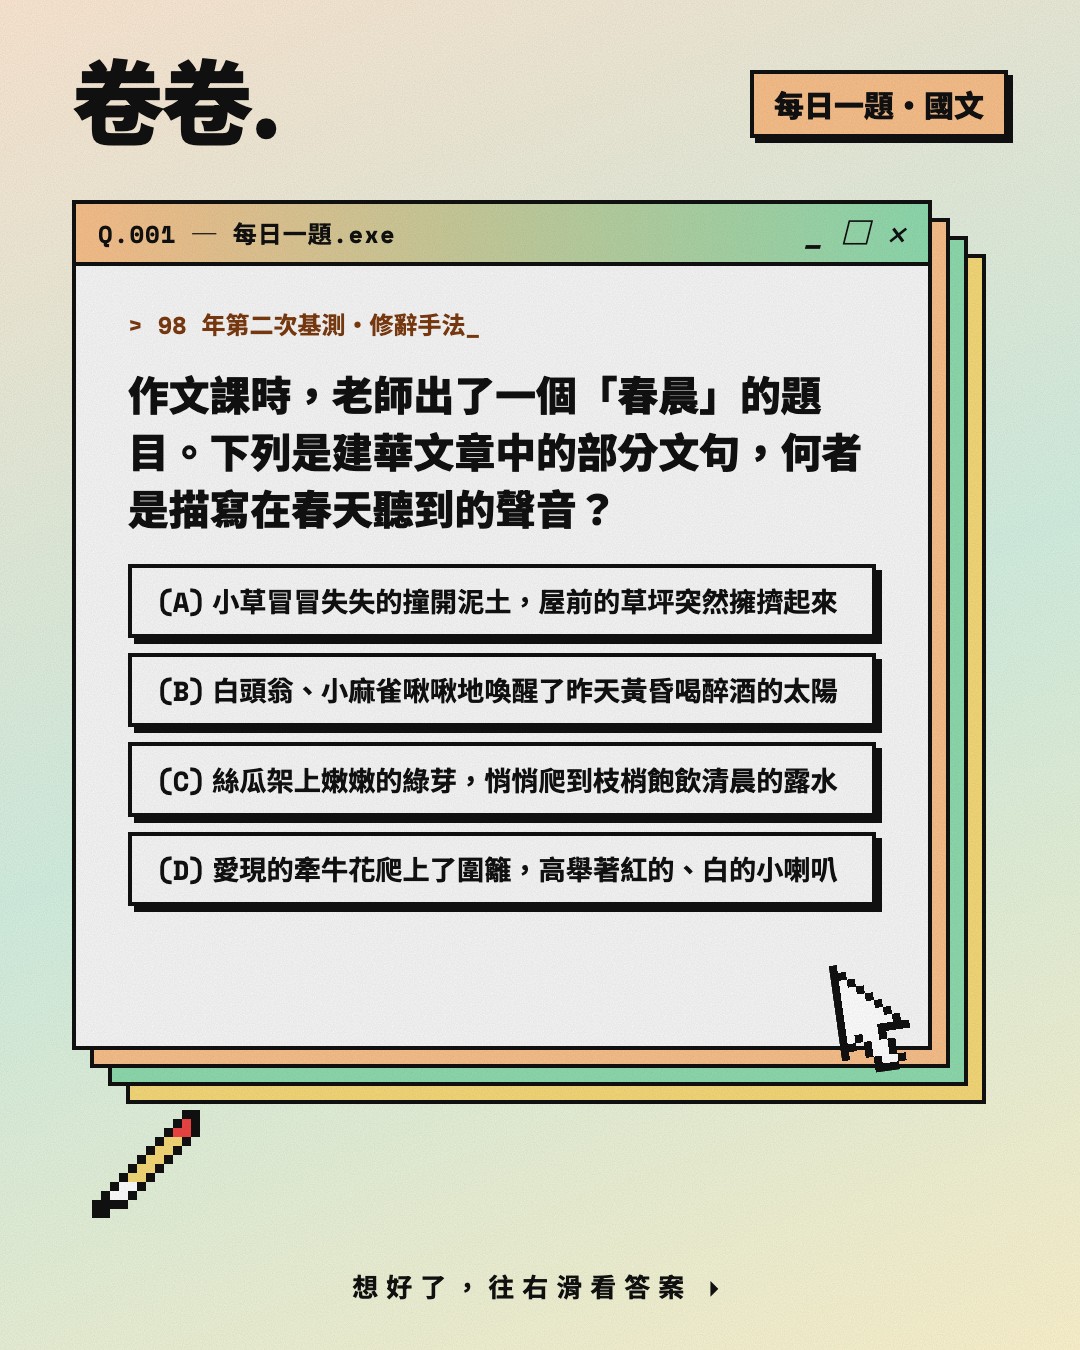 卷卷.
每日一題・國文
Q.001 — 每日一題.exe
> 98 年第二次基測・修辭手法_
作文課時，老師出了一個「春晨」的題
目。下列是建華文章中的部分文句，何者
是描寫在春天聽到的聲音？
(A) 小草冒冒失失的撞開泥土，屋前的草坪突然擁擠起來
(B) 白頭翁、小麻雀啾啾地喚醒了昨天黃昏喝醉酒的太陽
(C) 絲瓜架上嫩嫩的綠芽，悄悄爬到枝梢飽飲清晨的露水
(D) 愛現的牽牛花爬上了圍籬，高舉著紅的、白的小喇叭
想好了，往右滑看答案